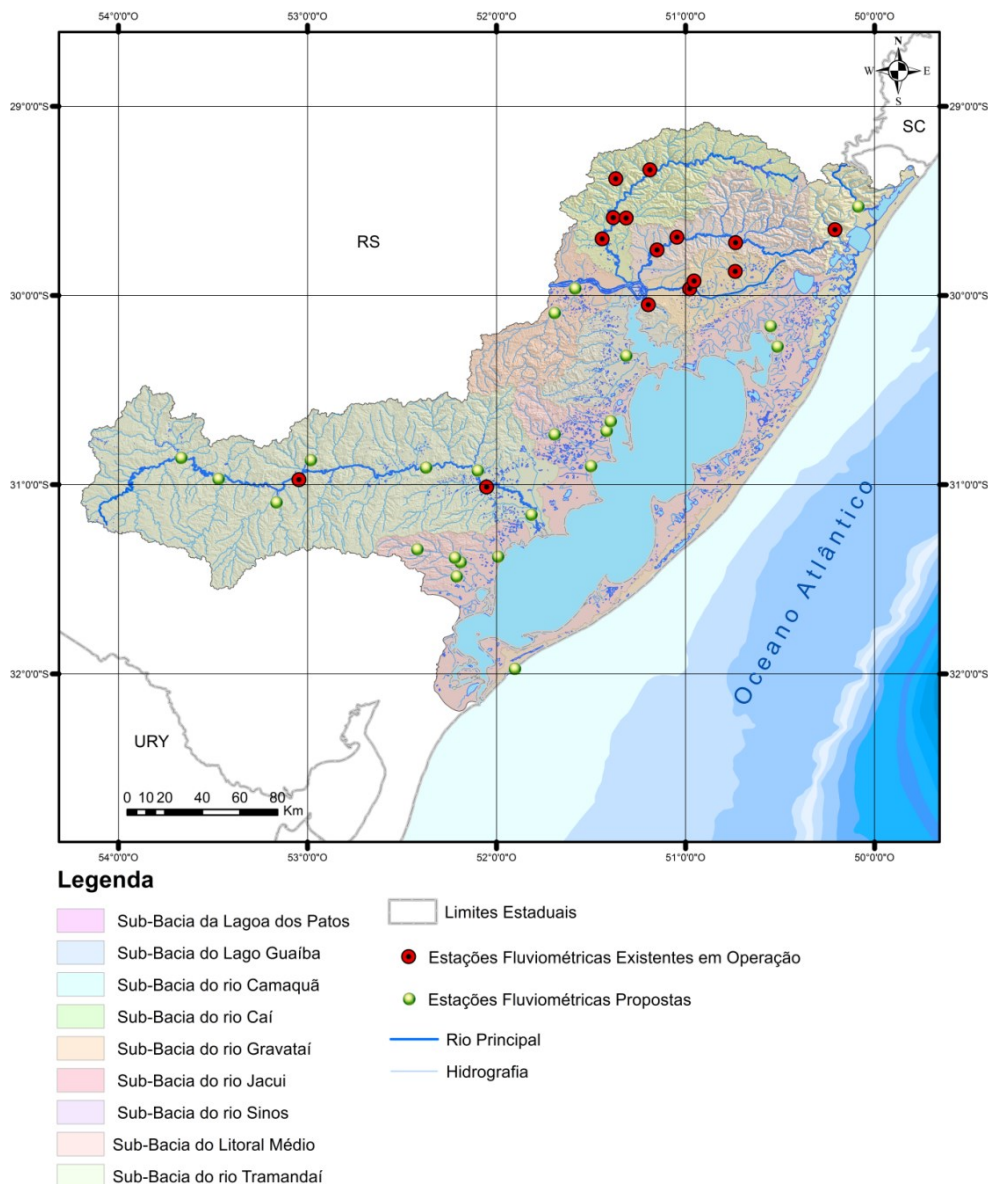 54°0'0"O 53°0'0"O 52°0'0"O 51°0'0"O 50°0'0"O
N
W E
S
29°0'0"S 29°0'0"S
SC
RS
30°0'0"S 30°0'0"S
31°0'0"S 31°0'0"S
Oceano Atlântico
32°0'0"S 32°0'0"S
URY
0 10 20 40 60 80
Km
54°0'0"O 53°0'0"O 52°0'0"O 51°0'0"O 50°0'0"O
Legenda
Sub-Bacia da Lagoa dos Patos
Sub-Bacia do Lago Guaíba
Sub-Bacia do rio Camaquã
Sub-Bacia do rio Caí
Sub-Bacia do rio Gravataí
Sub-Bacia do rio Jacui
Sub-Bacia do rio Sinos
Sub-Bacia do Litoral Médio
Sub-Bacia do rio Tramandaí
Limites Estaduais
Estações Fluviométricas Existentes em Operação
Estações Fluviométricas Propostas
Rio Principal
Hidrografia